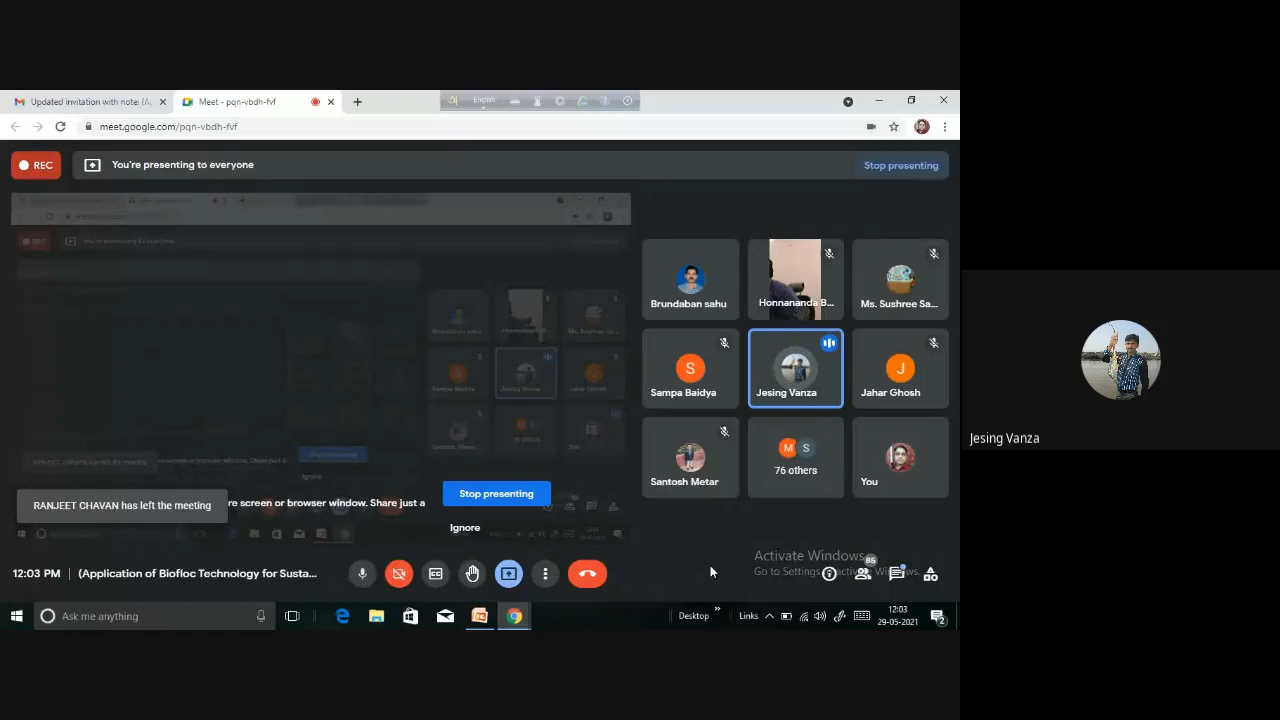 Updated invitation with note: (A
Meet - pqn-vbdh-fvf
English
meet.google.com/pqn-vbdh-fvf
REC
You're presenting to everyone
Stop presenting
Brundaban sahu
Honnananda B...
Ms. Sushree Sa...
Sampa Baidya
Jesing Vanza
Jahar Ghosh
Santosh Metar
76 others
You
S
J
M
S
RANJEET CHAVAN has left the meeting
re screen or browser window. Share just a
Stop presenting
Ignore
12:03 PM | (Application of Biofloc Technology for Susta...
Activate Windows
Go to Settings
85
Ask me anything
Desktop
Links
12:03
29-05-2021
2
Jesing Vanza